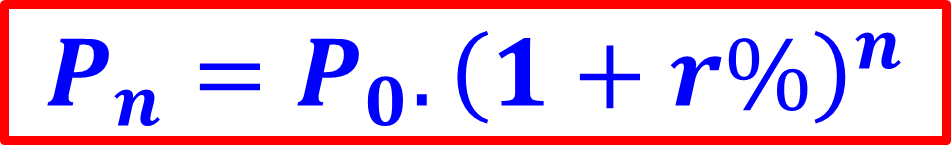 Pₙ = P₀. (1 + r%)ⁿ